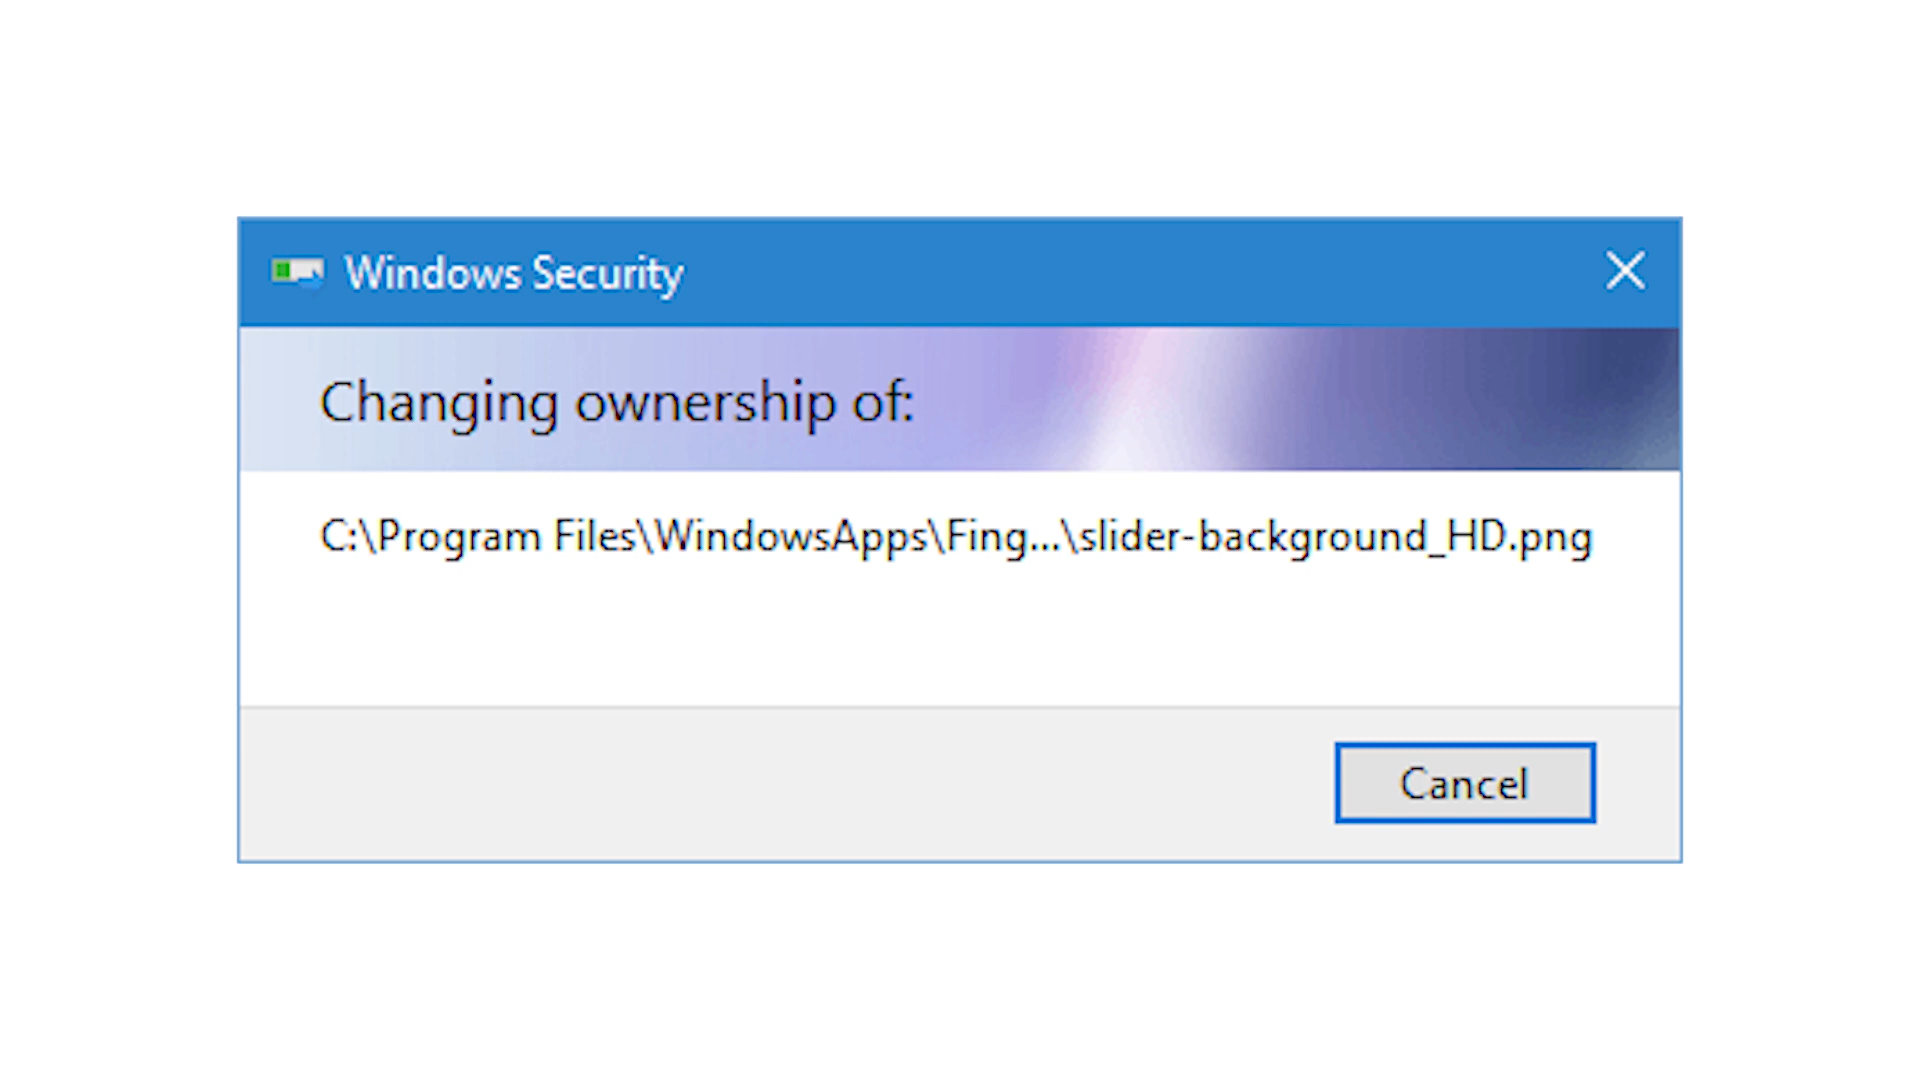 Windows Security
Changing ownership of:
C:\Program Files\WindowsApps\Fing...\slider-background_HD.png
Cancel